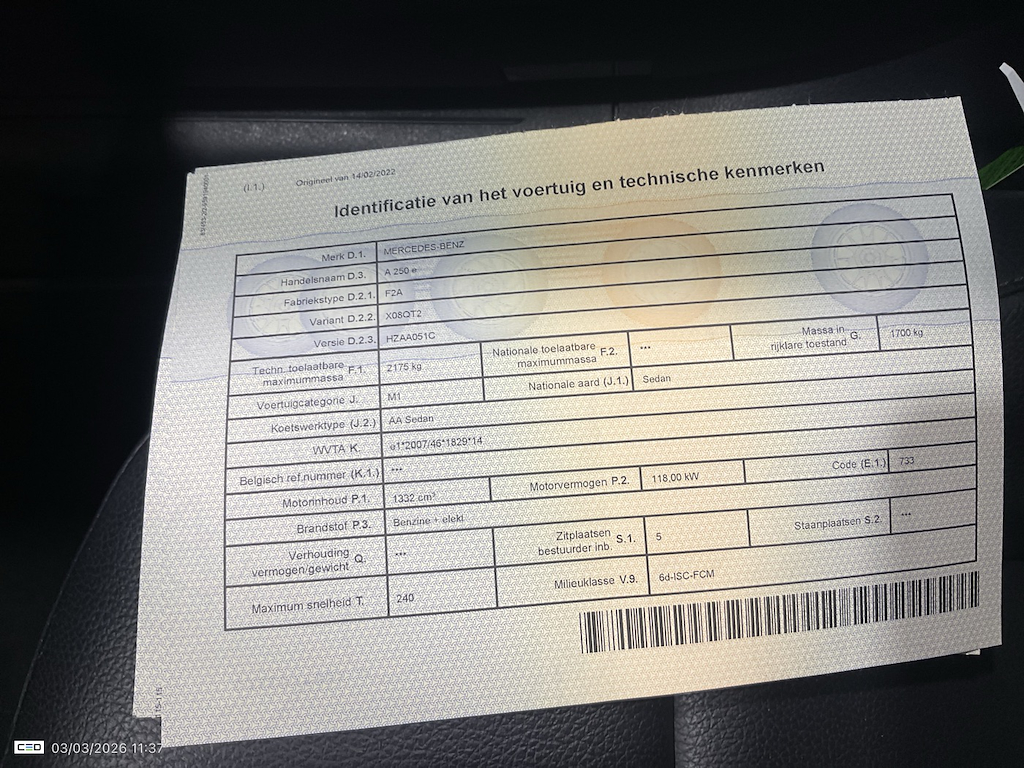 (I.1.) Origineel van 14/02/2022
Identificatie van het voertuig en technische kenmerken
Merk D.1. MERCEDES-BENZ
Handelsnaam D.3. A 250 e
Fabriekstype D.2.1. F2A
Variant D.2.2. X08QT2
Versie D.2.3. HZAA051C
Techn. toelaatbare maximummassa F.1. 2175 kg Nationale toelaatbare maximummassa F.2. *** Massa in rijklare toestand G. 1700 kg
Voertuigcategorie J. M1 Nationale aard (J.1.) Sedan
Koetswerktype (J.2.) AA Sedan
WVTA K. e1*2007/46*1829*14
Belgisch ref.nummer (K.1.) ***
Motorinhoud P.1. 1332 cm³ Motorvermogen P.2. 118,00 kW Code (E.1.) 733
Brandstof P.3. Benzine + elekt
Verhouding vermogen/gewicht Q. *** Zitplaatsen bestuurder inb. S.1. 5 Staanplaatsen S.2. ***
Maximum snelheid T. 240 Milieuklasse V.9. 6d-ISC-FCM
CED 03/03/2026 11:37